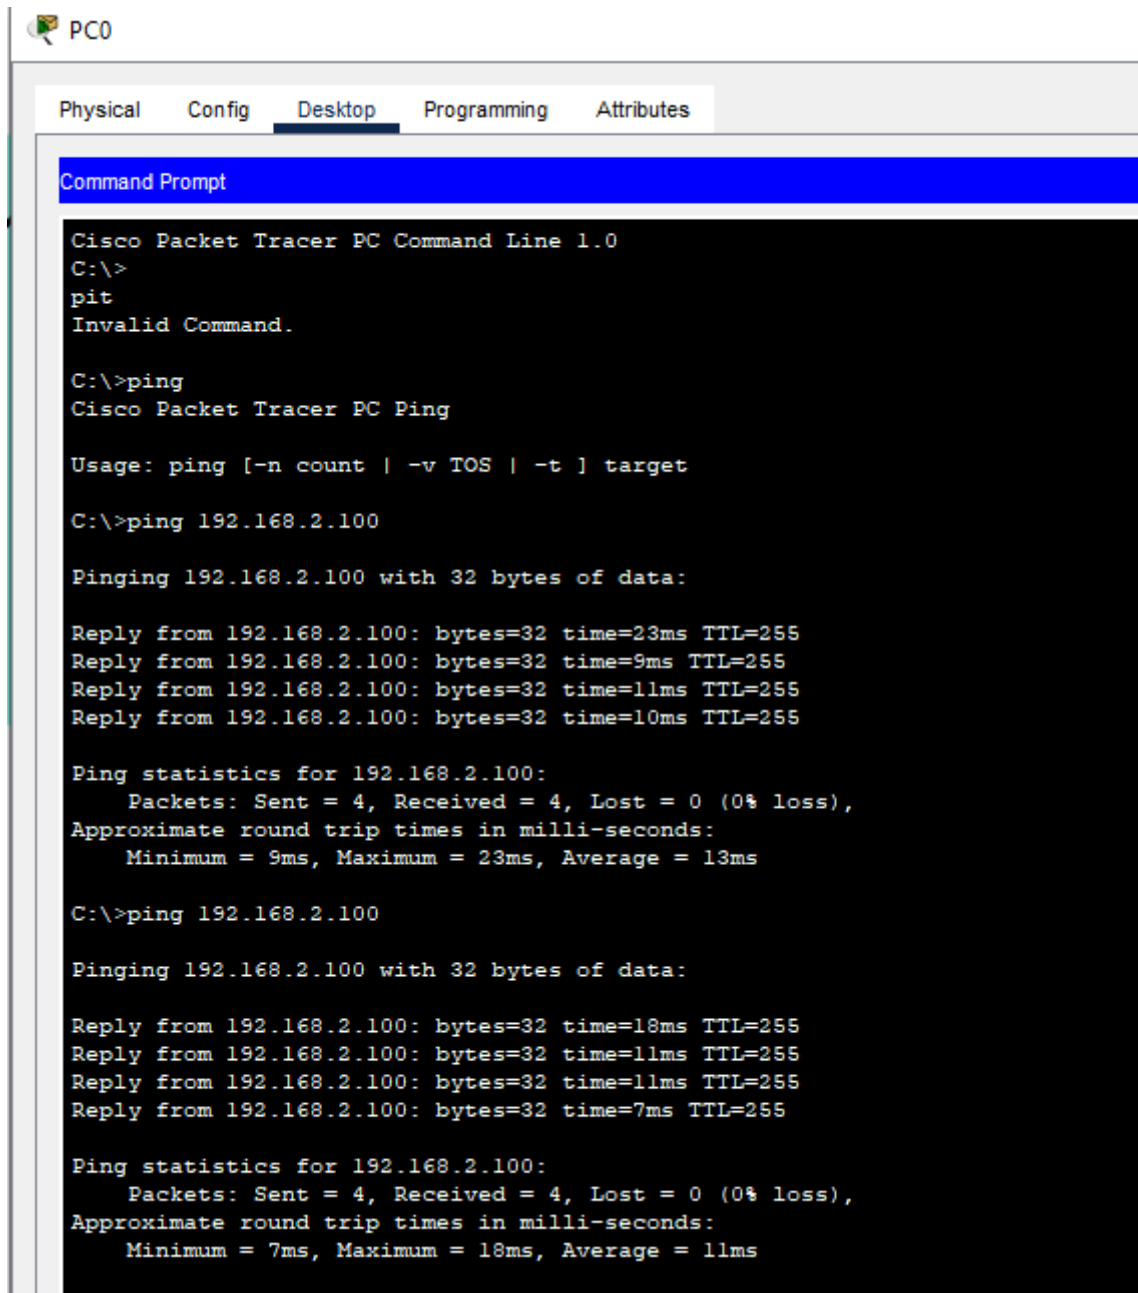 PC0
Physical Config Desktop Programming Attributes
Command Prompt
Cisco Packet Tracer PC Command Line 1.0
C:\>
pit
Invalid Command.
C:\>ping
Cisco Packet Tracer PC Ping
Usage: ping [-n count | -v TOS | -t ] target
C:\>ping 192.168.2.100
Pinging 192.168.2.100 with 32 bytes of data:
Reply from 192.168.2.100: bytes=32 time=23ms TTL=255
Reply from 192.168.2.100: bytes=32 time=9ms TTL=255
Reply from 192.168.2.100: bytes=32 time=11ms TTL=255
Reply from 192.168.2.100: bytes=32 time=10ms TTL=255
Ping statistics for 192.168.2.100:
    Packets: Sent = 4, Received = 4, Lost = 0 (0% loss),
Approximate round trip times in milli-seconds:
    Minimum = 9ms, Maximum = 23ms, Average = 13ms
C:\>ping 192.168.2.100
Pinging 192.168.2.100 with 32 bytes of data:
Reply from 192.168.2.100: bytes=32 time=18ms TTL=255
Reply from 192.168.2.100: bytes=32 time=11ms TTL=255
Reply from 192.168.2.100: bytes=32 time=11ms TTL=255
Reply from 192.168.2.100: bytes=32 time=7ms TTL=255
Ping statistics for 192.168.2.100:
    Packets: Sent = 4, Received = 4, Lost = 0 (0% loss),
Approximate round trip times in milli-seconds:
    Minimum = 7ms, Maximum = 18ms, Average = 11ms